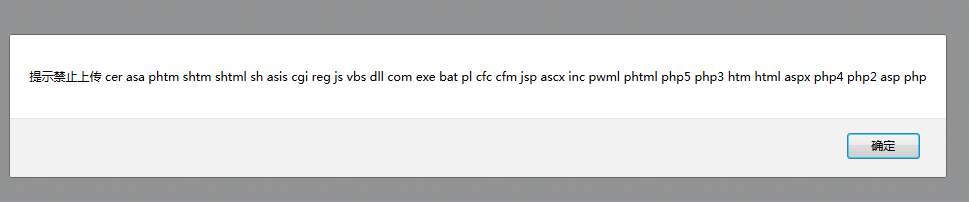 提示禁止上传 cer asa phtm shtm shtml sh asis cgi reg js vbs dll com exe bat pl cfc cfm jsp ascx inc pwml phtml php5 php3 htm html aspx php4 php2 asp php
确定